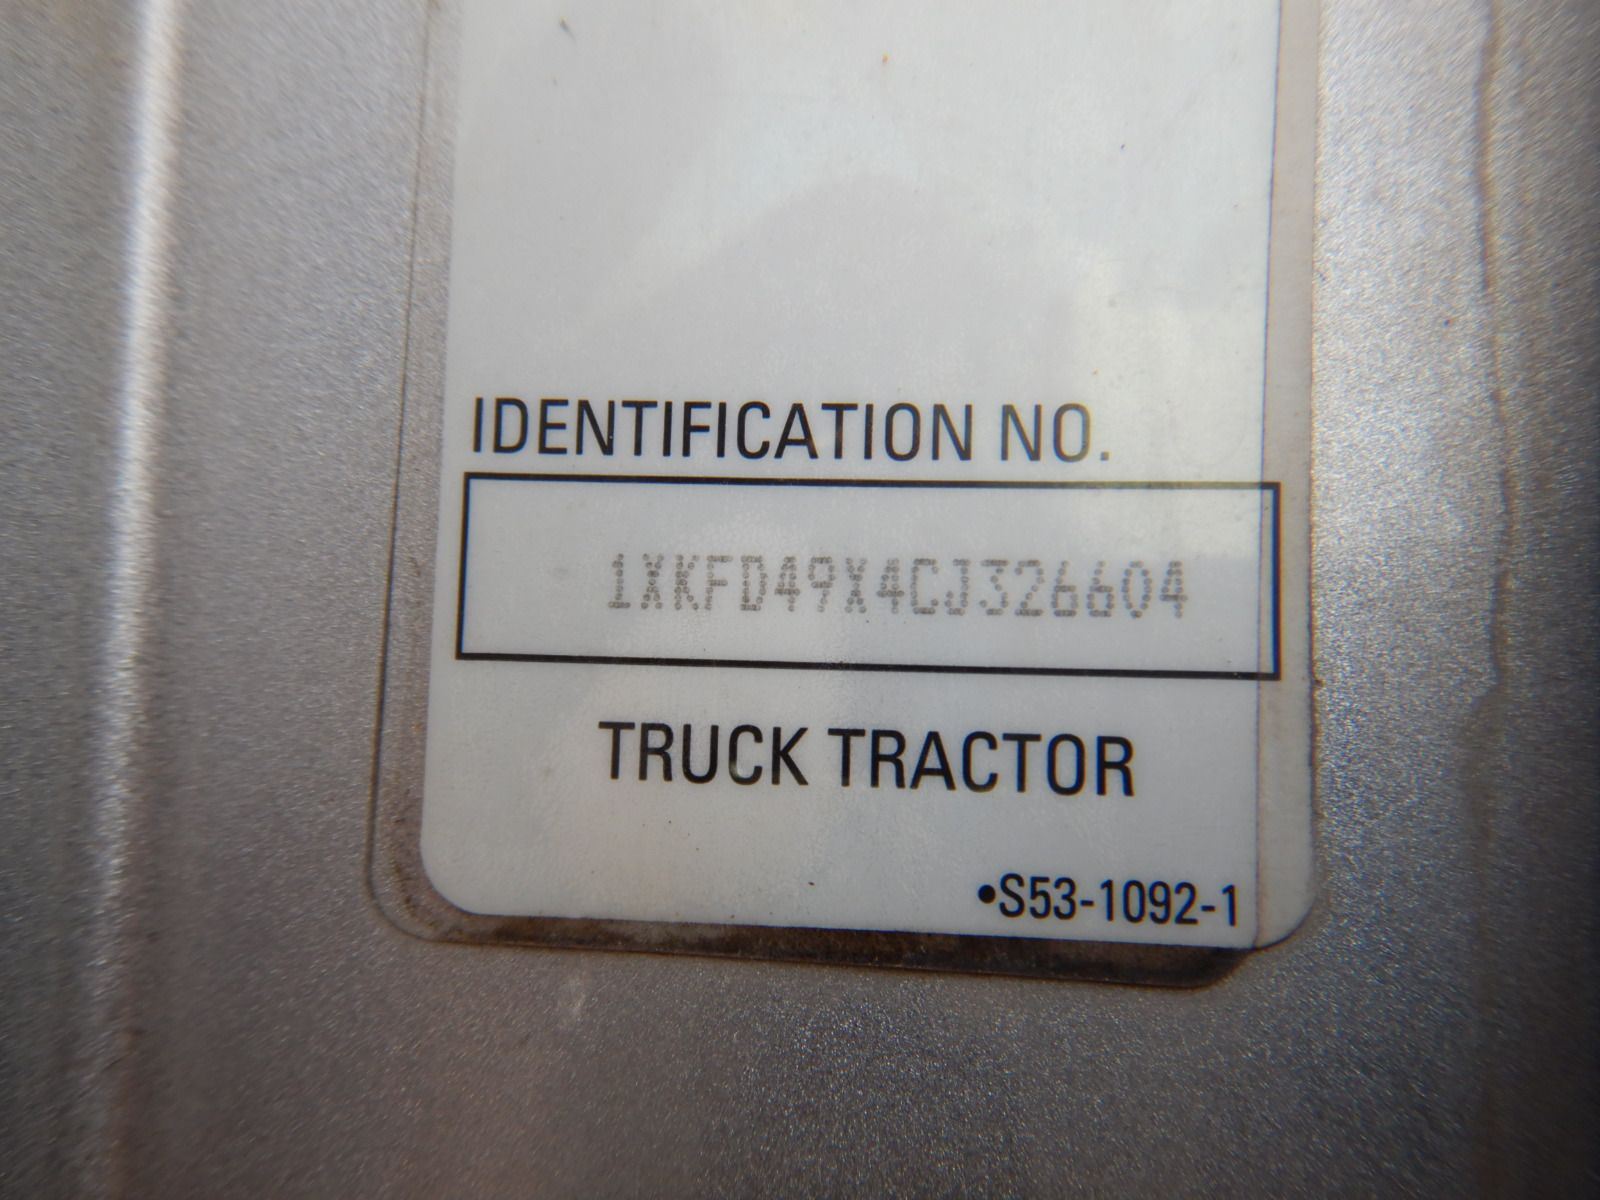 IDENTIFICATION NO.
1XKFD49X4CJ326604
TRUCK TRACTOR
•S53-1092-1